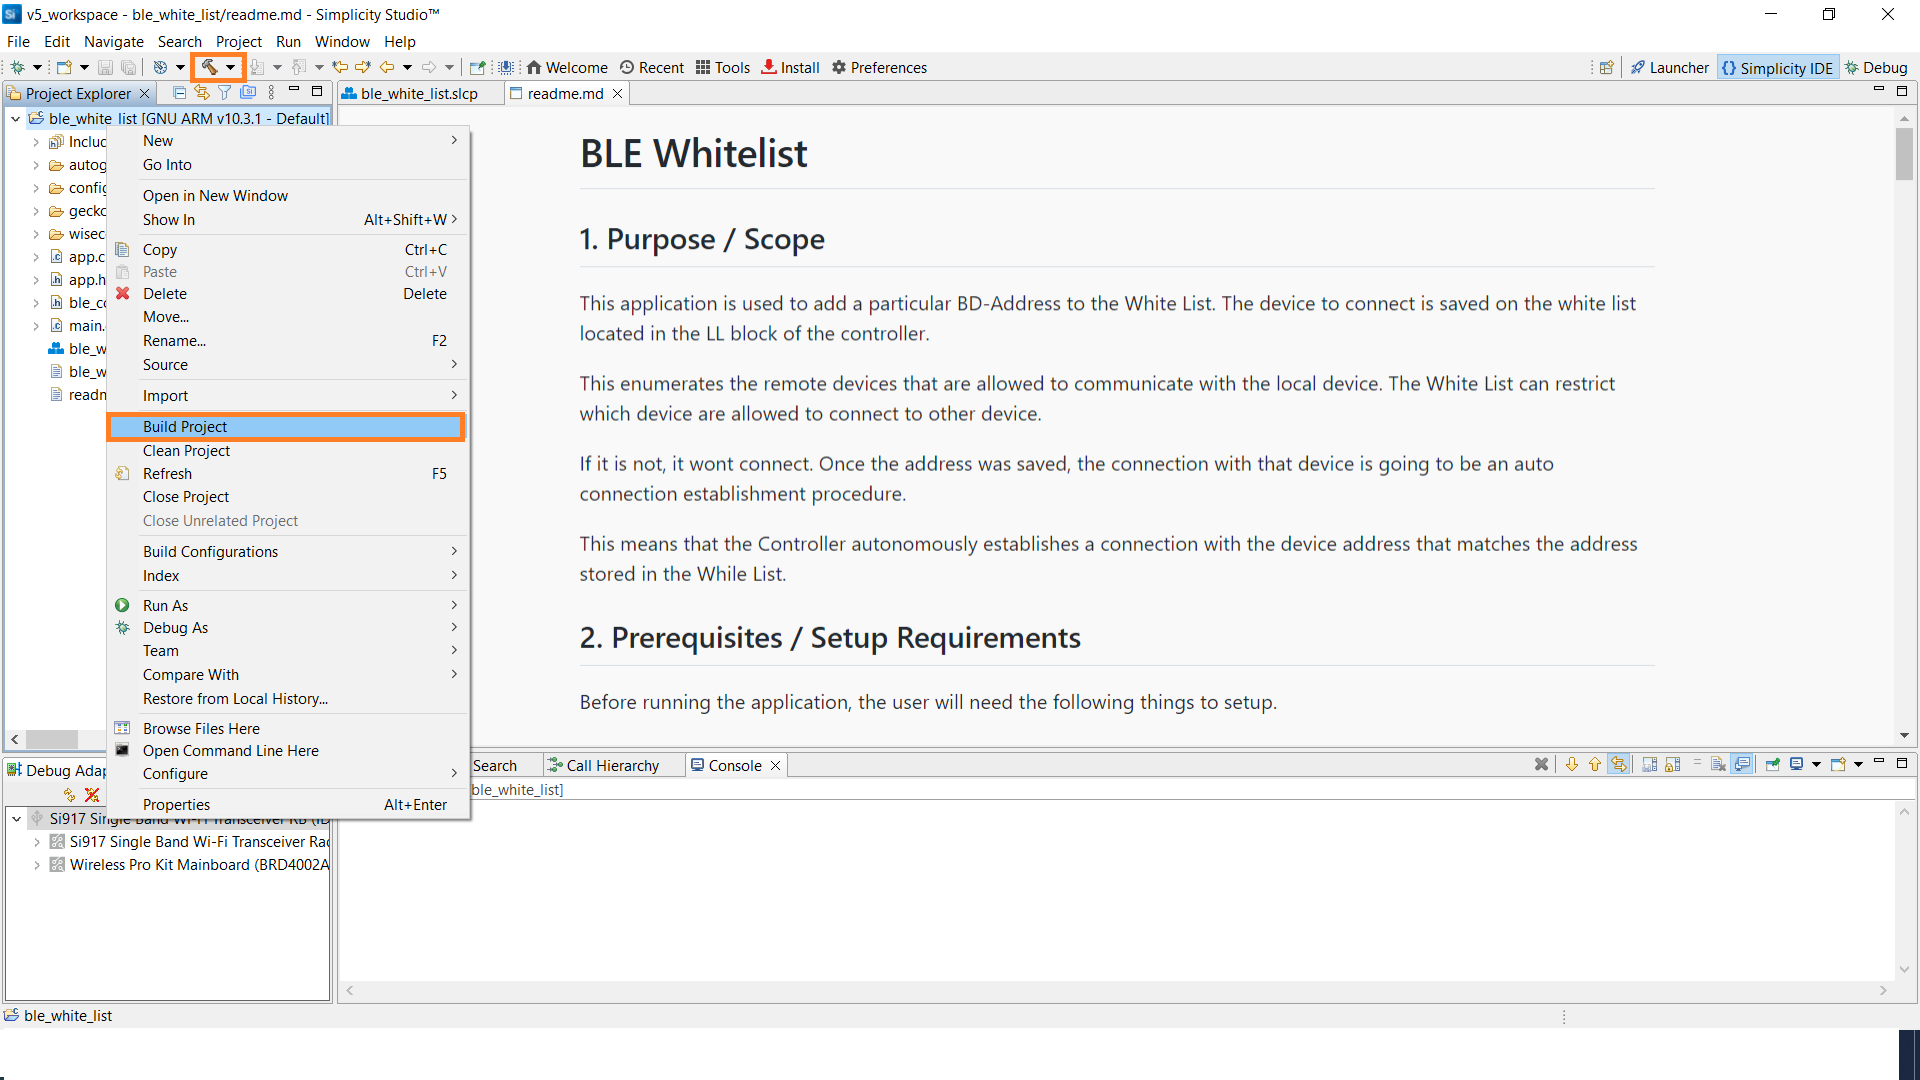 v5_workspace - ble_white_list/readme.md - Simplicity Studio™
File Edit Navigate Search Project Run Window Help
Welcome Recent Tools Install Preferences
Launcher Simplicity IDE Debug
Project Explorer
ble_white_list.slcp readme.md
ble_white_list [GNU ARM v10.3.1 - Default]
Includ
autog
config
gecko
wisec
app.c
app.h
ble_co
main.
ble_w
ble_w
readn
New
Go Into
Open in New Window
Show In Alt+Shift+W
Copy Ctrl+C
Paste Ctrl+V
Delete Delete
Move...
Rename... F2
Source
Import
Build Project
Clean Project
Refresh F5
Close Project
Close Unrelated Project
Build Configurations
Index
Run As
Debug As
Team
Compare With
Restore from Local History...
Browse Files Here
Open Command Line Here
Configure
Properties Alt+Enter
BLE Whitelist
1. Purpose / Scope
This application is used to add a particular BD-Address to the White List. The device to connect is saved on the white list
located in the LL block of the controller.
This enumerates the remote devices that are allowed to communicate with the local device. The White List can restrict
which device are allowed to connect to other device.
If it is not, it wont connect. Once the address was saved, the connection with that device is going to be an auto
connection establishment procedure.
This means that the Controller autonomously establishes a connection with the device address that matches the address
stored in the While List.
2. Prerequisites / Setup Requirements
Before running the application, the user will need the following things to setup.
Debug Adap
Si917 Single Band Wi-Fi Transceiver RB (ID
Si917 Single Band Wi-Fi Transceiver Rac
Wireless Pro Kit Mainboard (BRD4002A
Search Call Hierarchy Console
ble_white_list]
ble_white_list